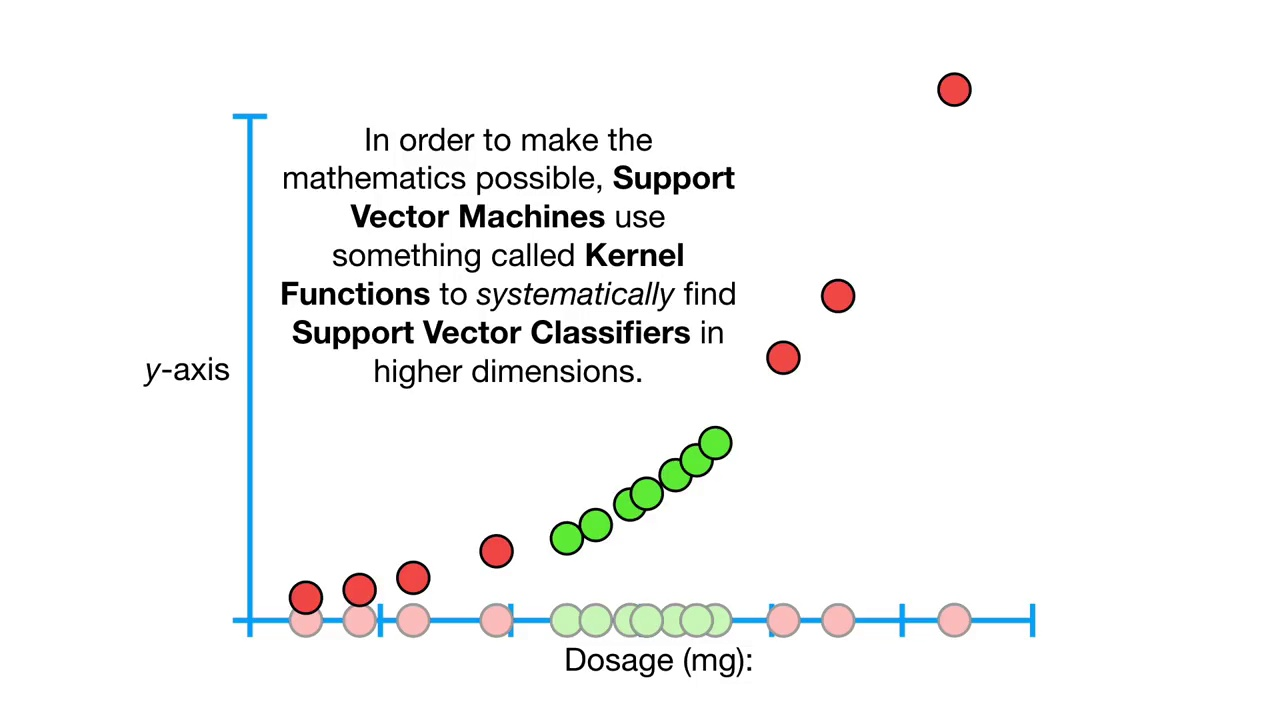 In order to make the
mathematics possible, Support
Vector Machines use
something called Kernel
Functions to systematically find
Support Vector Classifiers in
higher dimensions.
y-axis
Dosage (mg):